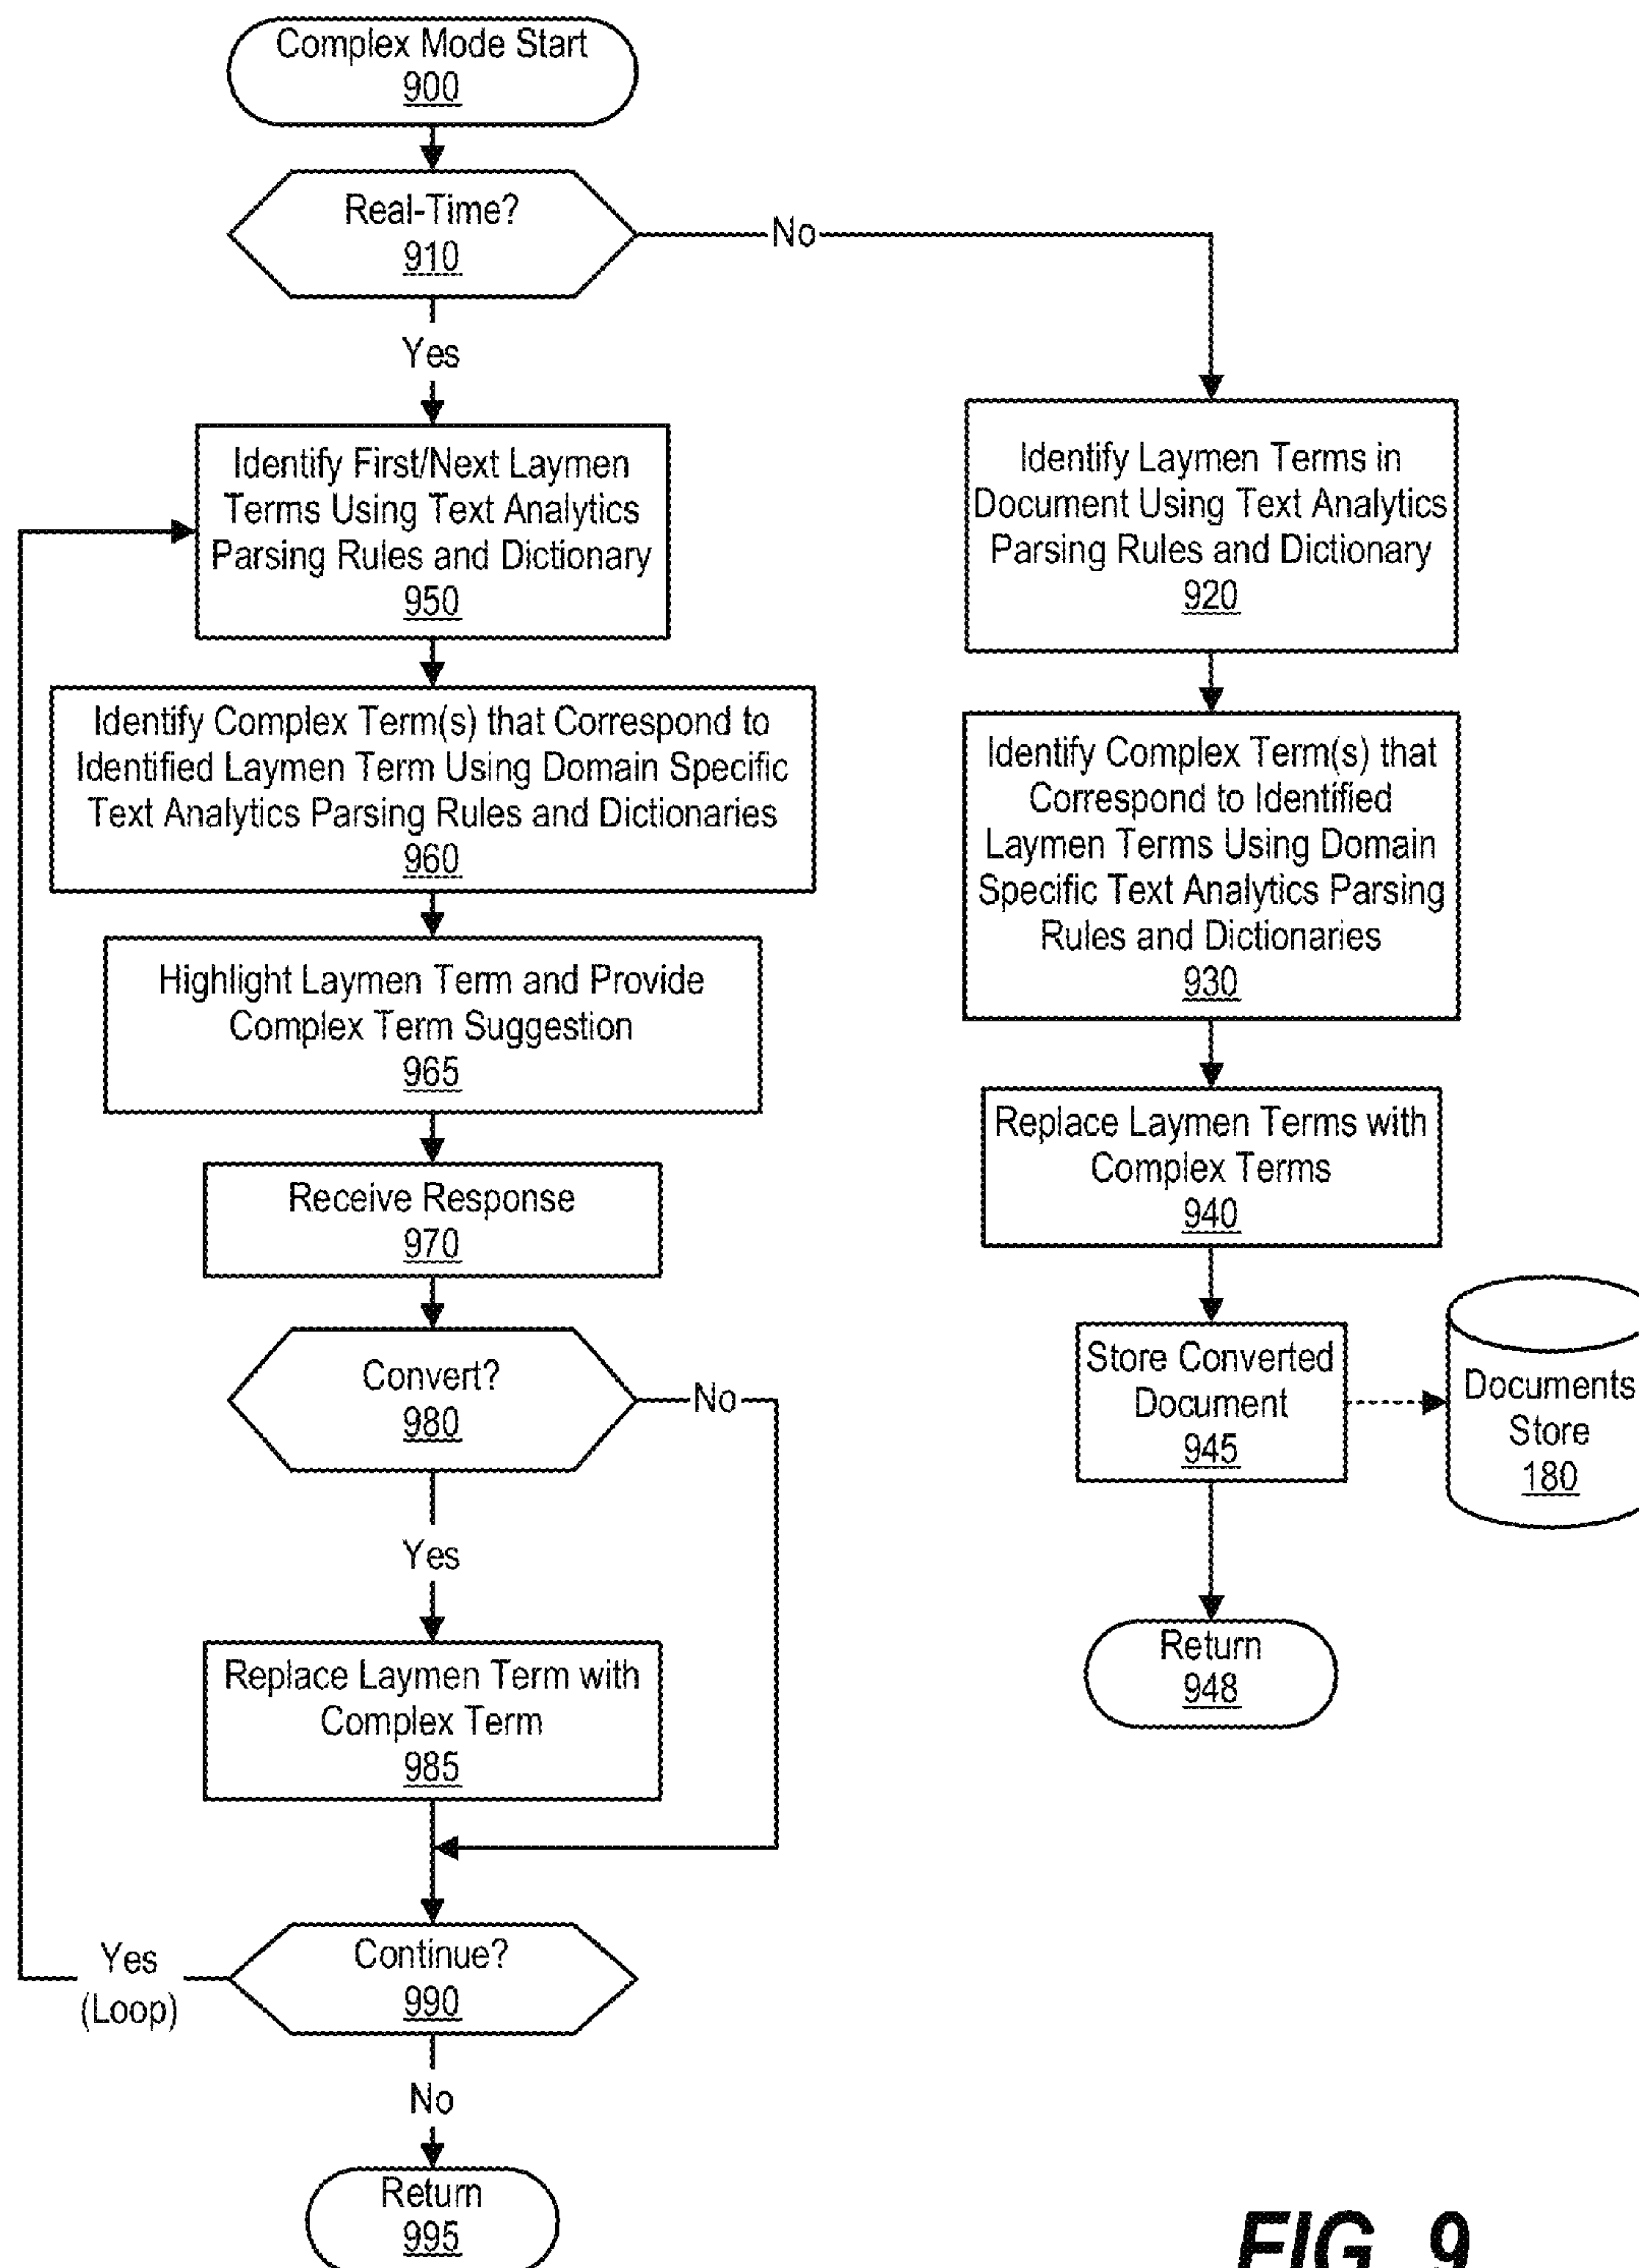 Complex Mode Start
900
Real-Time?
910
No
Yes
Identify First/Next Laymen
Terms Using Text Analytics
Parsing Rules and Dictionary
950
Identify Complex Term(s) that Correspond to
Identified Laymen Term Using Domain Specific
Text Analytics Parsing Rules and Dictionaries
960
Highlight Laymen Term and Provide
Complex Term Suggestion
965
Receive Response
970
Convert?
980
No
Yes
Replace Laymen Term with
Complex Term
985
Continue?
990
Yes
(Loop)
No
Return
995
Identify Laymen Terms in
Document Using Text Analytics
Parsing Rules and Dictionary
920
Identify Complex Term(s) that
Correspond to Identified
Laymen Terms Using Domain
Specific Text Analytics Parsing
Rules and Dictionaries
930
Replace Laymen Terms with
Complex Terms
940
Store Converted
Document
945
Documents
Store
180
Return
948
FIG. 9